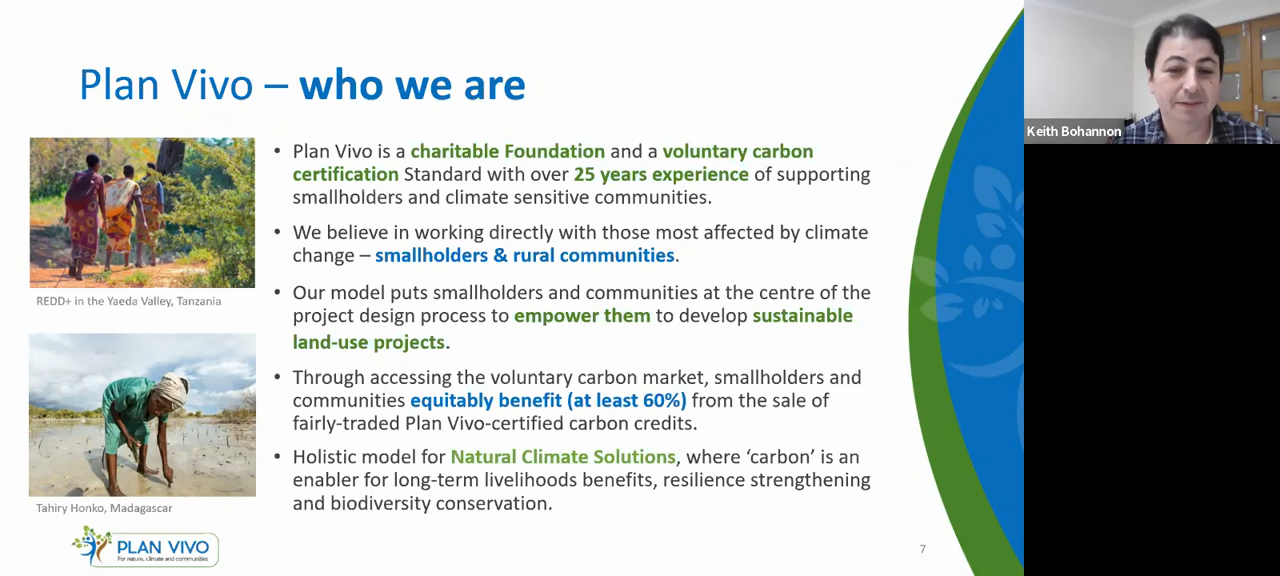 Plan Vivo – who we are
Keith Bohannon
• Plan Vivo is a charitable Foundation and a voluntary carbon
certification Standard with over 25 years experience of supporting
smallholders and climate sensitive communities.
• We believe in working directly with those most affected by climate
change – smallholders & rural communities.
REDD+ in the Yaeda Valley, Tanzania
• Our model puts smallholders and communities at the centre of the
project design process to empower them to develop sustainable
land-use projects.
• Through accessing the voluntary carbon market, smallholders and
communities equitably benefit (at least 60%) from the sale of
fairly-traded Plan Vivo-certified carbon credits.
• Holistic model for Natural Climate Solutions, where ‘carbon’ is an
enabler for long-term livelihoods benefits, resilience strengthening
and biodiversity conservation.
Tahiry Honko, Madagascar
PLAN VIVO
For nature, climate and communities
7